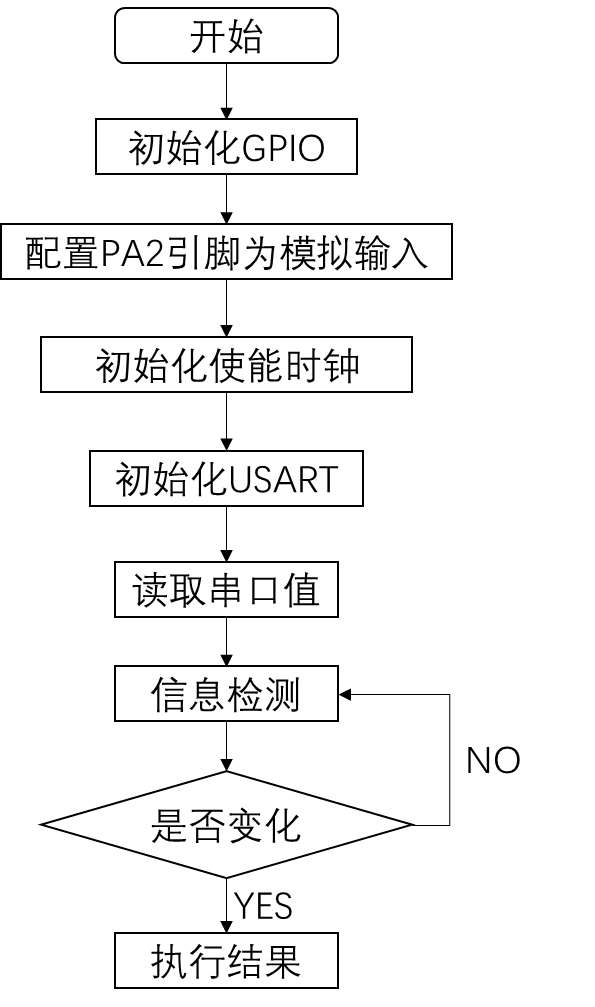 开始
初始化GPIO
配置PA2引脚为模拟输入
初始化使能时钟
初始化USART
读取串口值
信息检测
NO
是否变化
YES
执行结果